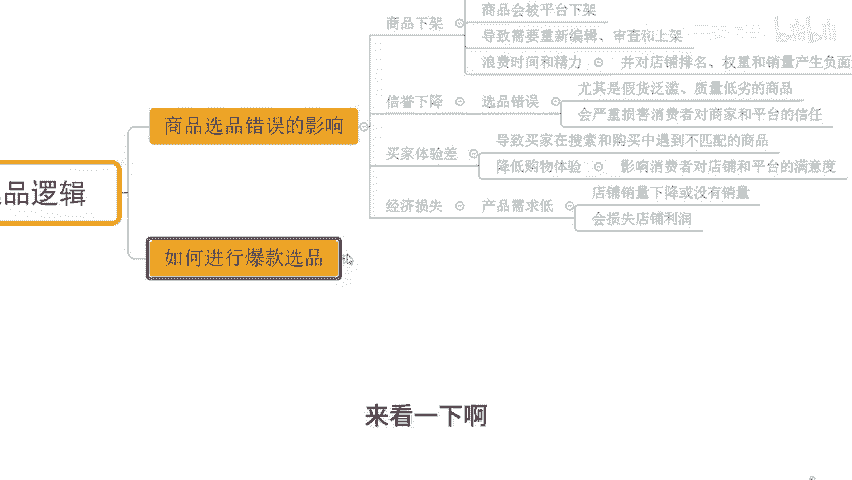 商品会被平台下架
商品下架
导致需要重新编辑、审查和上架
浪费时间和精力 并对店铺排名、权重和销量产生负面
尤其是假货泛滥、质量低劣的商品
信誉下降 选品错误
会严重损害消费者对商家和平台的信任
商品选品错误的影响
导致买家在搜索和购买中遇到不匹配的商品
买家体验差
降低购物体验 影响消费者对店铺和平台的满意度
品逻辑
店铺销量下降或没有销量
经济损失 产品需求低
会损失店铺利润
如何进行爆款选品
来看一下啊